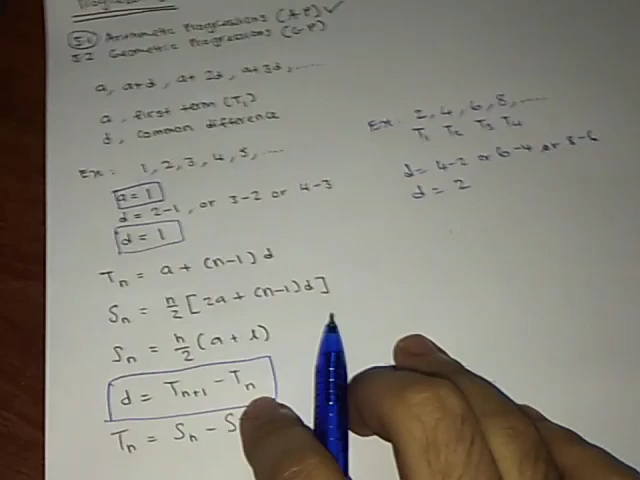 5.1 Arithmetic Progressions (A.P) ✓
5.2 Geometric Progressions (G.P)
a, a+d, a+2d, a+3d, ......
a, first term (T₁)
d, common difference
Ex: 1, 2, 3, 4, 5, ....
a = 1
d = 2-1, or 3-2 or 4-3
d = 1
Tₙ = a + (n-1) d
Sₙ = n/2 [2a + (n-1)d]
Sₙ = n/2 (a + l)
d = Tₙ₊₁ - Tₙ
Tₙ = Sₙ - S
Ex: 2, 4, 6, 8, ......
T₁ T₂ T₃ T₄
d = 4-2 or 6-4 or 8-6
d = 2